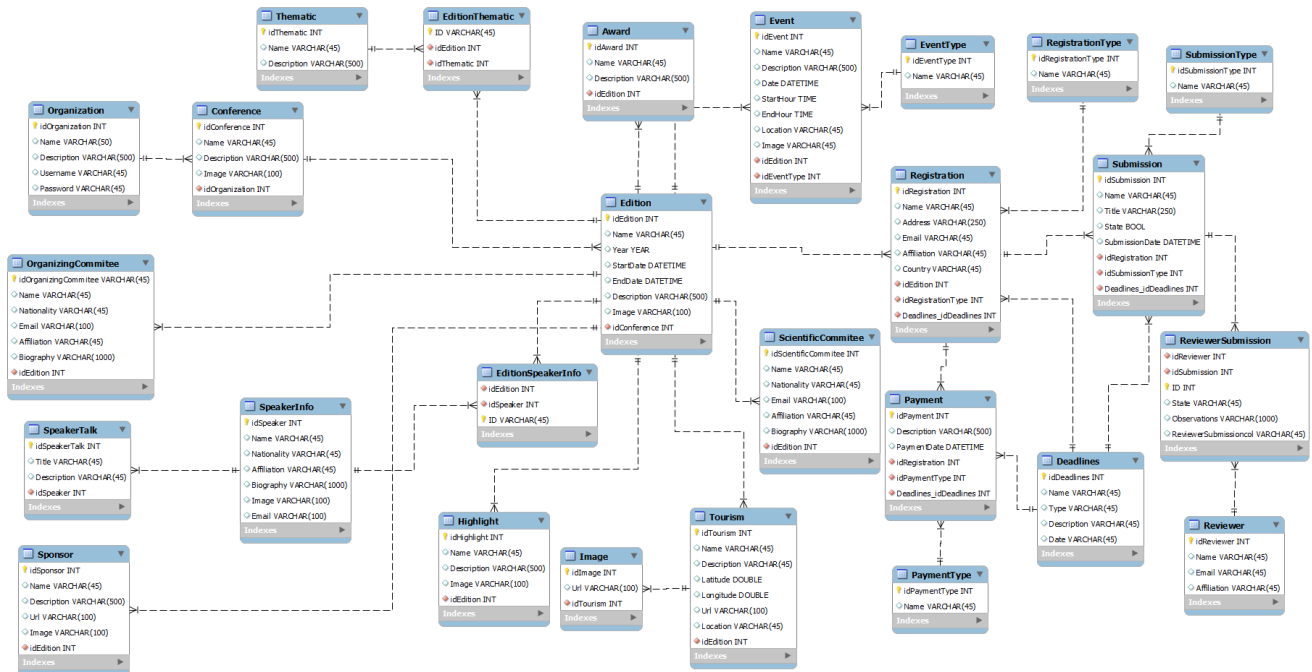 Thematic
idThematic INT
Name VARCHAR(45)
Description VARCHAR(500)
Indexes
EditionThematic
ID VARCHAR(45)
idEdition INT
idThematic INT
Indexes
Award
idAward INT
Name VARCHAR(45)
Description VARCHAR(500)
idEdition INT
Indexes
Event
idEvent INT
Name VARCHAR(45)
Description VARCHAR(500)
Date DATETIME
StartHour TIME
EndHour TIME
Location VARCHAR(45)
Image VARCHAR(45)
idEdition INT
idEventType INT
Indexes
EventType
idEventType INT
Name VARCHAR(45)
Indexes
RegistrationType
idRegistrationType INT
Name VARCHAR(45)
Indexes
SubmissionType
idSubmissionType INT
Name VARCHAR(45)
Indexes
Organization
idOrganization INT
Name VARCHAR(50)
Description VARCHAR(500)
Username VARCHAR(45)
Password VARCHAR(45)
Indexes
Conference
idConference INT
Name VARCHAR(45)
Description VARCHAR(500)
Image VARCHAR(100)
idOrganization INT
Indexes
Edition
idEdition INT
Name VARCHAR(45)
Year YEAR
StartDate DATETIME
EndDate DATETIME
Description VARCHAR(500)
Image VARCHAR(100)
idConference INT
Indexes
Registration
idRegistration INT
Name VARCHAR(45)
Address VARCHAR(250)
Email VARCHAR(45)
Affiliation VARCHAR(45)
Country VARCHAR(45)
idEdition INT
idRegistrationType INT
Deadlines_idDeadlines INT
Indexes
Submission
idSubmission INT
Name VARCHAR(45)
Title VARCHAR(250)
State BOOL
SubmissionDate DATETIME
idRegistration INT
idSubmissionType INT
Deadlines_idDeadlines INT
Indexes
OrganizingCommitee
idOrganizingCommitee VARCHAR(45)
Name VARCHAR(45)
Nationality VARCHAR(45)
Email VARCHAR(100)
Affiliation VARCHAR(45)
Biography VARCHAR(1000)
idEdition INT
Indexes
ScientificCommitee
idScientificCommitee INT
Name VARCHAR(45)
Nationality VARCHAR(45)
Email VARCHAR(100)
Affiliation VARCHAR(45)
Biography VARCHAR(1000)
idEdition INT
Indexes
ReviewerSubmission
idReviewer INT
idSubmission INT
ID INT
State VARCHAR(45)
Observations VARCHAR(1000)
ReviewerSubmissioncol VARCHAR(45)
Indexes
EditionSpeakerInfo
idEdition INT
idSpeaker INT
ID VARCHAR(45)
Indexes
SpeakerInfo
idSpeaker INT
Name VARCHAR(45)
Nationality VARCHAR(45)
Affiliation VARCHAR(45)
Biography VARCHAR(1000)
Image VARCHAR(100)
Email VARCHAR(100)
Indexes
SpeakerTalk
idSpeakerTalk INT
Title VARCHAR(45)
Description VARCHAR(45)
idSpeaker INT
Indexes
Payment
idPayment INT
Description VARCHAR(500)
PaymentDate DATETIME
idRegistration INT
idPaymentType INT
Deadlines_idDeadlines INT
Indexes
Deadlines
idDeadlines INT
Name VARCHAR(45)
Type VARCHAR(45)
Description VARCHAR(45)
Date VARCHAR(45)
Indexes
Sponsor
idSponsor INT
Name VARCHAR(45)
Description VARCHAR(500)
Url VARCHAR(100)
Image VARCHAR(100)
idEdition INT
Indexes
Highlight
idHighlight INT
Name VARCHAR(45)
Description VARCHAR(500)
Image VARCHAR(100)
idEdition INT
Indexes
Image
idImage INT
Url VARCHAR(100)
idTourism INT
Indexes
Tourism
idTourism INT
Name VARCHAR(45)
Description VARCHAR(45)
Latitude DOUBLE
Longitude DOUBLE
Url VARCHAR(100)
Location VARCHAR(45)
idEdition INT
Indexes
PaymentType
idPaymentType INT
Name VARCHAR(45)
Indexes
Reviewer
idReviewer INT
Name VARCHAR(45)
Email VARCHAR(45)
Affiliation VARCHAR(45)
Indexes